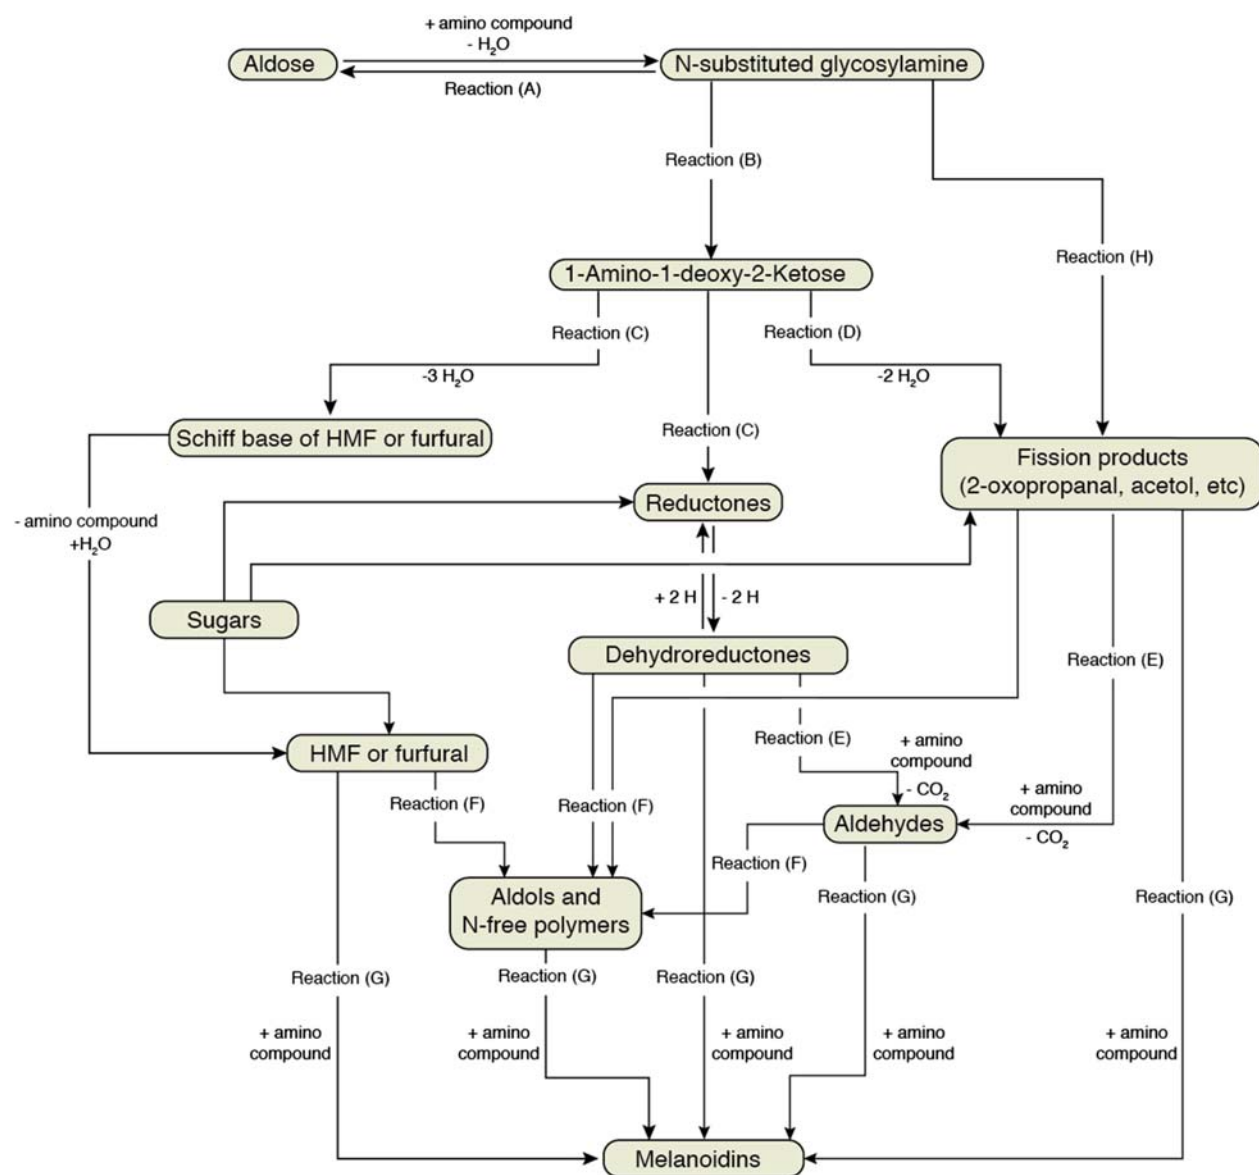 + amino compound
- H₂O
Aldose
N-substituted glycosylamine
Reaction (A)
Reaction (B)
Reaction (H)
1-Amino-1-deoxy-2-Ketose
Reaction (C)
Reaction (D)
-3 H₂O
-2 H₂O
Schiff base of HMF or furfural
Reaction (C)
Fission products
(2-oxopropanal, acetol, etc)
Reductones
- amino compound
+H₂O
+ 2 H
- 2 H
Sugars
Dehydroreductones
Reaction (E)
Reaction (E)
HMF or furfural
+ amino
compound
- CO₂
+ amino
compound
- CO₂
Reaction (F)
Reaction (F)
Aldehydes
Reaction (F)
Aldols and
N-free polymers
Reaction (G)
Reaction (G)
Reaction (G)
Reaction (G)
Reaction (G)
+ amino
compound
+ amino
compound
+ amino
compound
+ amino
compound
+ amino
compound
Melanoidins